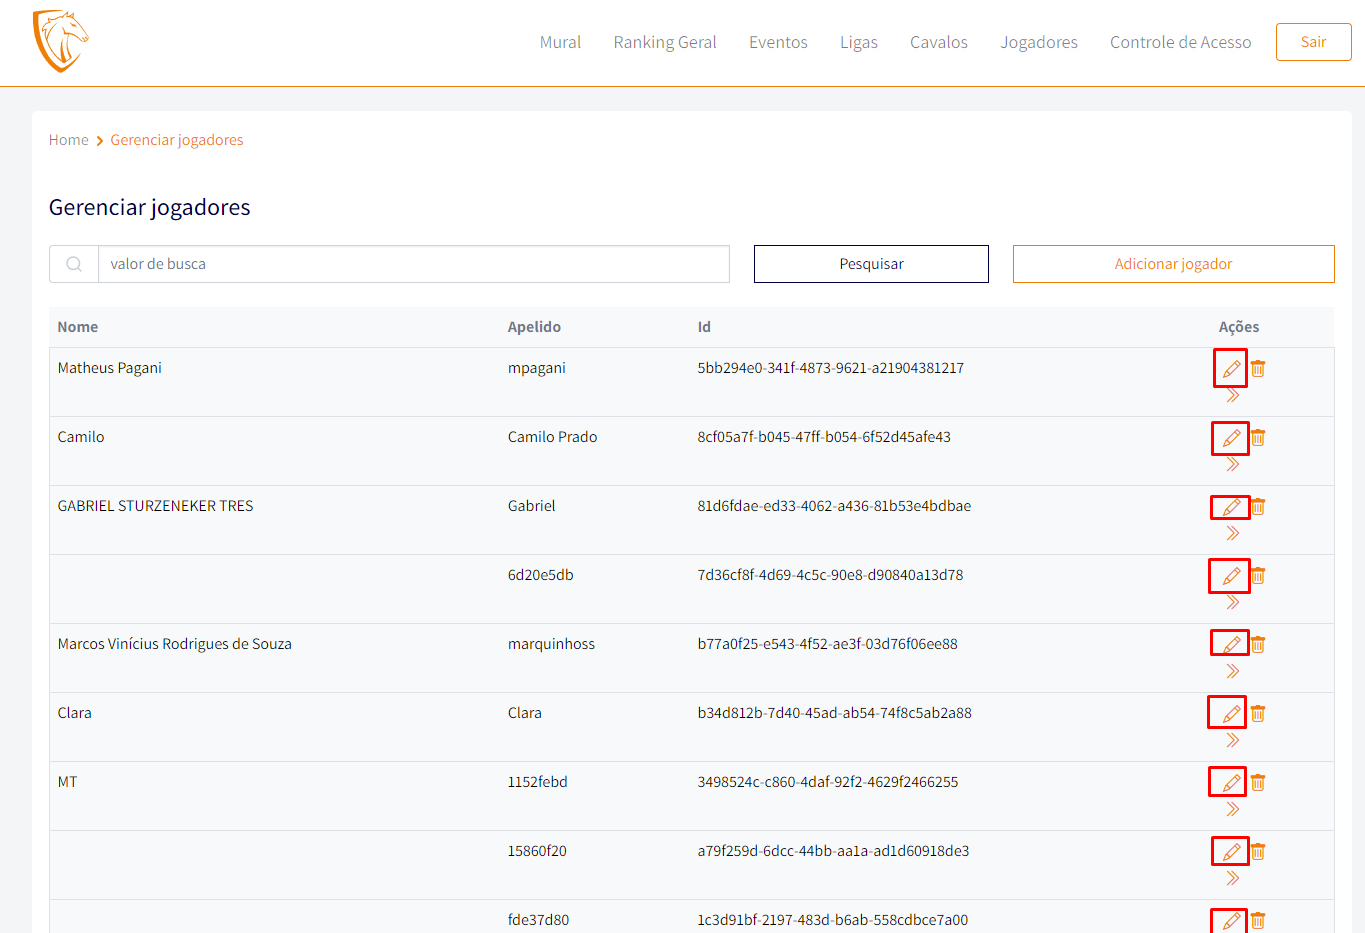 Mural Ranking Geral Eventos Ligas Cavalos Jogadores Controle de Acesso Sair
Home Gerenciar jogadores
Gerenciar jogadores
valor de busca Pesquisar Adicionar jogador
Nome Apelido Id Ações
Matheus Pagani mpagani 5bb294e0-341f-4873-9621-a21904381217
Camilo Camilo Prado 8cf05a7f-b045-47ff-b054-6f52d45afe43
GABRIEL STURZENEKER TRES Gabriel 81d6fdae-ed33-4062-a436-81b53e4bdbae
6d20e5db 7d36cf8f-4d69-4c5c-90e8-d90840a13d78
Marcos Vinícius Rodrigues de Souza marquinhoss b77a0f25-e543-4f52-ae3f-03d76f06ee88
Clara Clara b34d812b-7d40-45ad-ab54-74f8c5ab2a88
MT 1152febd 3498524c-c860-4daf-92f2-4629f2466255
15860f20 a79f259d-6dcc-44bb-aa1a-ad1d60918de3
fde37d80 1c3d91bf-2197-483d-b6ab-558cdbce7a00